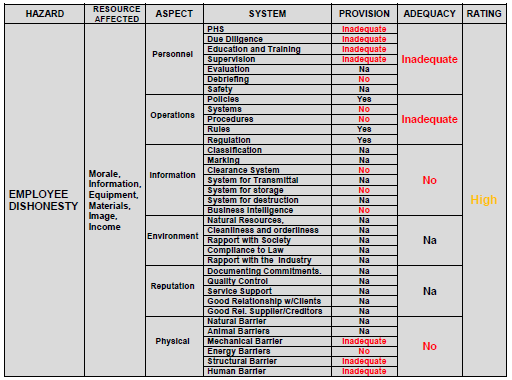 HAZARD RESOURCE AFFECTED ASPECT SYSTEM PROVISION ADEQUACY RATING
EMPLOYEE DISHONESTY
Morale,
Information,
Equipment,
Materials,
Image,
Income
Personnel
PHS Inadequate
Due Diligence Inadequate
Education and Training Inadequate
Supervision Inadequate
Evaluation Na
Debriefing No
Safety Na
Inadequate
Operations
Policies Yes
Systems No
Procedures No
Rules Yes
Regulation Yes
Inadequate
Information
Classification Na
Marking Na
Clearance System No
System for Transmittal Na
System for storage No
System for destruction Na
Business Intelligence No
No
Environment
Natural Resources, Na
Cleanliness and orderliness Na
Rapport with Society Na
Compliance to Law Na
Rapport with the Industry Na
Na
Reputation
Documenting Commitments. Na
Quality Control Na
Service Support Na
Good Relationship w/Clients Na
Good Rel. Supplier/Creditors Na
Na
Physical
Natural Barrier Na
Animal Barriers Na
Mechanical Barrier Inadequate
Energy Barriers No
Structural Barrier Inadequate
Human Barrier Inadequate
No
High